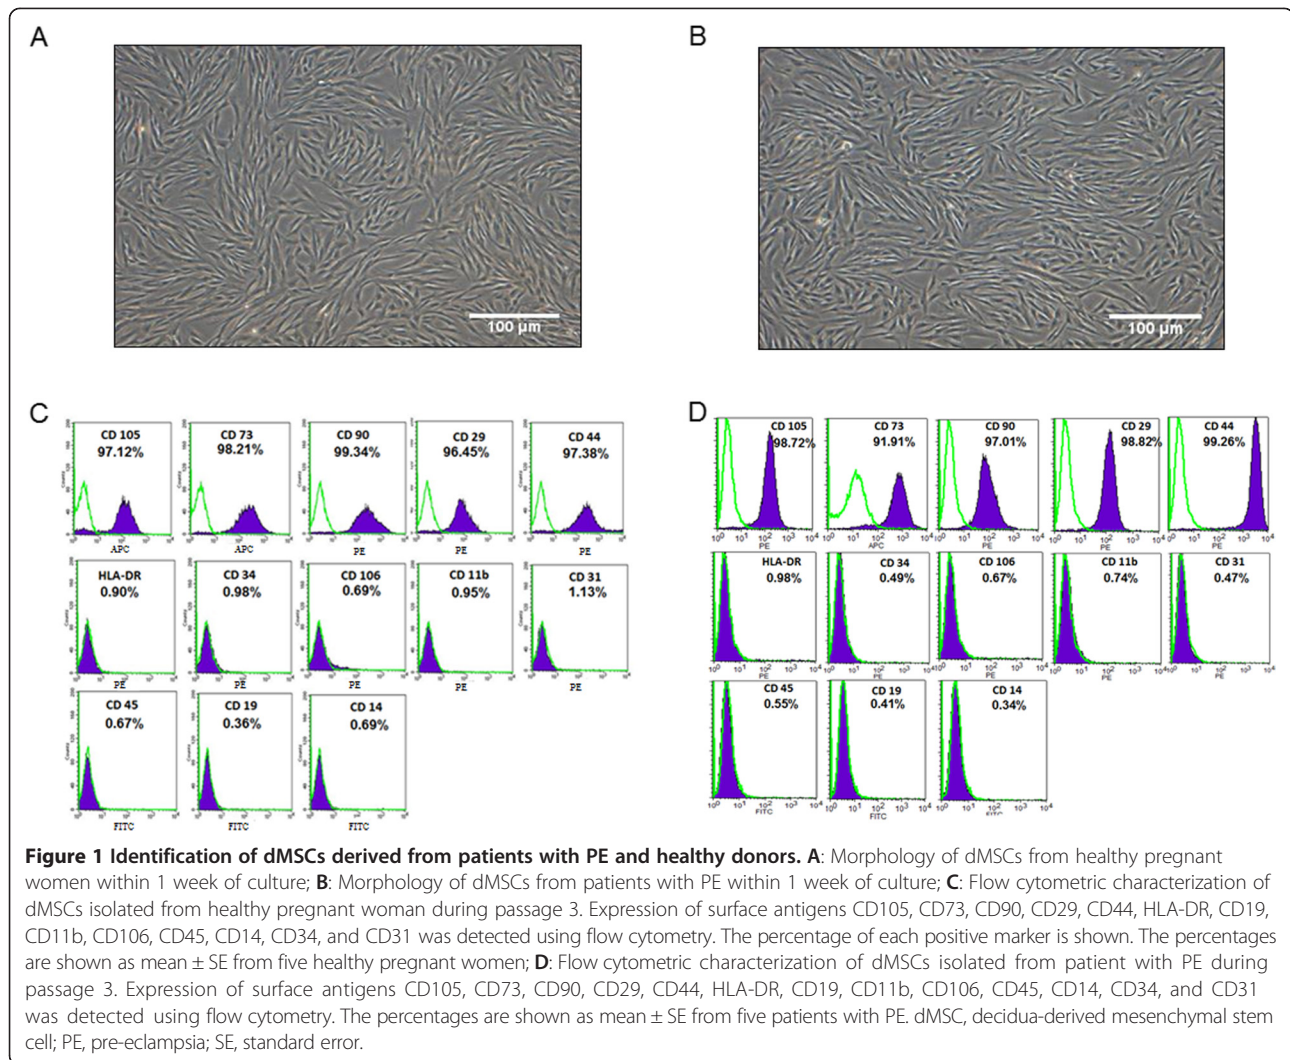 A
B
100 µm
100 µm
C
CD 105
97.12%
CD 73
98.21%
CD 90
99.34%
CD 29
96.45%
CD 44
97.38%
APC
APC
PE
PE
PE
HLA-DR
0.90%
CD 34
0.98%
CD 106
0.69%
CD 11b
0.95%
CD 31
1.13%
PE
PE
PE
PE
PE
CD 45
0.67%
CD 19
0.36%
CD 14
0.69%
FITC
FITC
FITC
D
CD 105
98.72%
CD 73
91.91%
CD 90
97.01%
CD 29
98.82%
CD 44
99.26%
PE
APC
PE
PE
PE
HLA-DR
0.98%
CD 34
0.49%
CD 106
0.67%
CD 11b
0.74%
CD 31
0.47%
PE
PE
PE
PE
PE
CD 45
0.55%
CD 19
0.41%
CD 14
0.34%
FITC
FITC
FITC
Figure 1 Identification of dMSCs derived from patients with PE and healthy donors. A: Morphology of dMSCs from healthy pregnant
women within 1 week of culture; B: Morphology of dMSCs from patients with PE within 1 week of culture; C: Flow cytometric characterization of
dMSCs isolated from healthy pregnant woman during passage 3. Expression of surface antigens CD105, CD73, CD90, CD29, CD44, HLA-DR, CD19,
CD11b, CD106, CD45, CD14, CD34, and CD31 was detected using flow cytometry. The percentage of each positive marker is shown. The percentages
are shown as mean ± SE from five healthy pregnant women; D: Flow cytometric characterization of dMSCs isolated from patient with PE during
passage 3. Expression of surface antigens CD105, CD73, CD90, CD29, CD44, HLA-DR, CD19, CD11b, CD106, CD45, CD14, CD34, and CD31
was detected using flow cytometry. The percentages are shown as mean ± SE from five patients with PE. dMSC, decidua-derived mesenchymal stem
cell; PE, pre-eclampsia; SE, standard error.